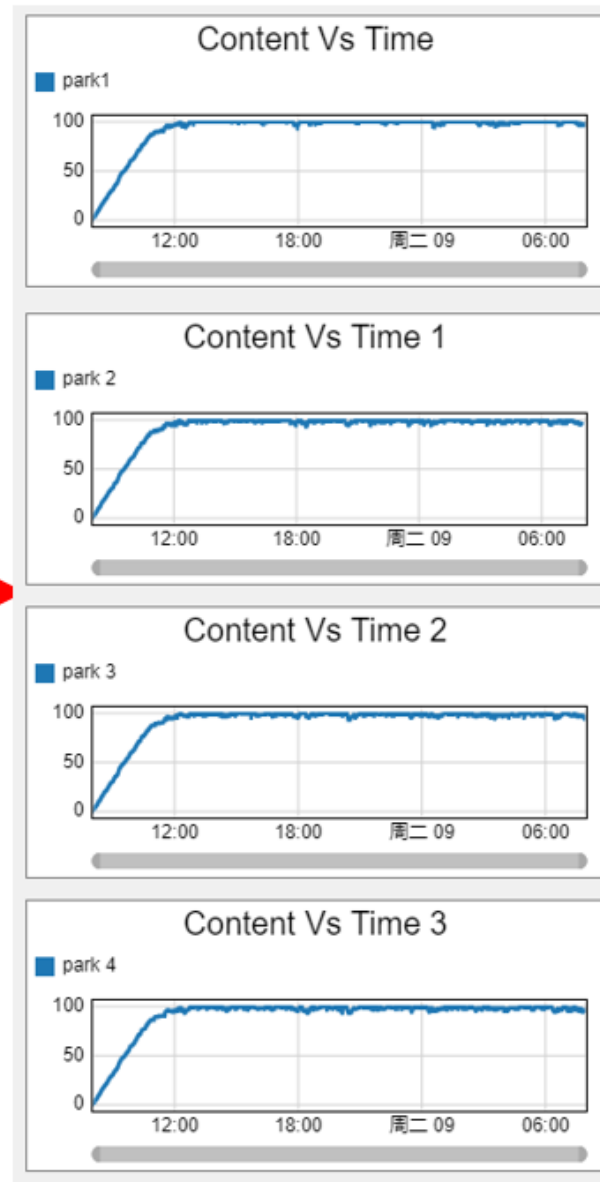 Content Vs Time
park1
100
50
0
12:00 18:00 周二 09 06:00
Content Vs Time 1
park 2
100
50
0
12:00 18:00 周二 09 06:00
Content Vs Time 2
park 3
100
50
0
12:00 18:00 周二 09 06:00
Content Vs Time 3
park 4
100
50
0
12:00 18:00 周二 09 06:00